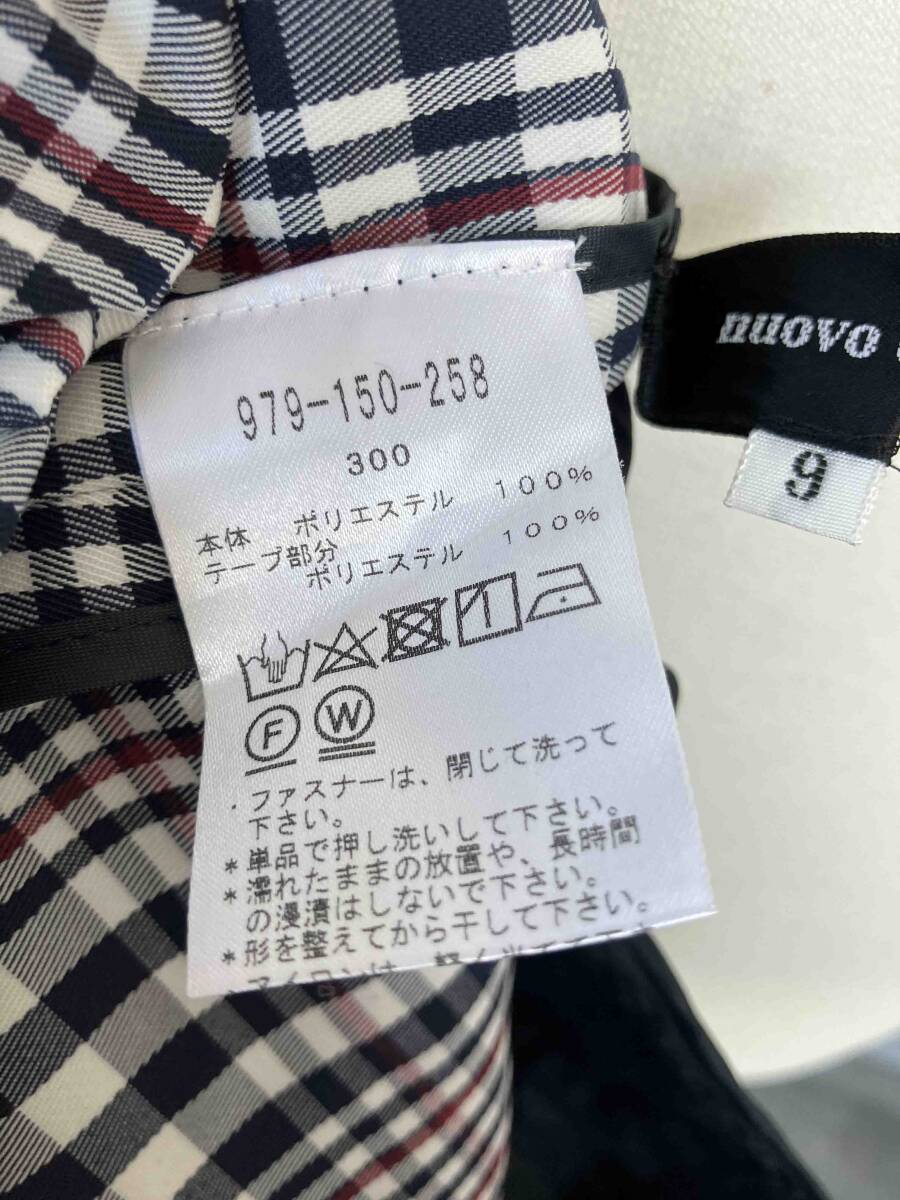 nuovo
9
979-150-258
300
本体 ポリエステル 100%
テープ部分
ポリエステル 100%
F W
・ファスナーは、閉じて洗って
下さい。
*単品で押し洗いして下さい。
*濡れたままの放置や、長時間
の浸漬はしないで下さい。
*形を整えてから干して下さい。